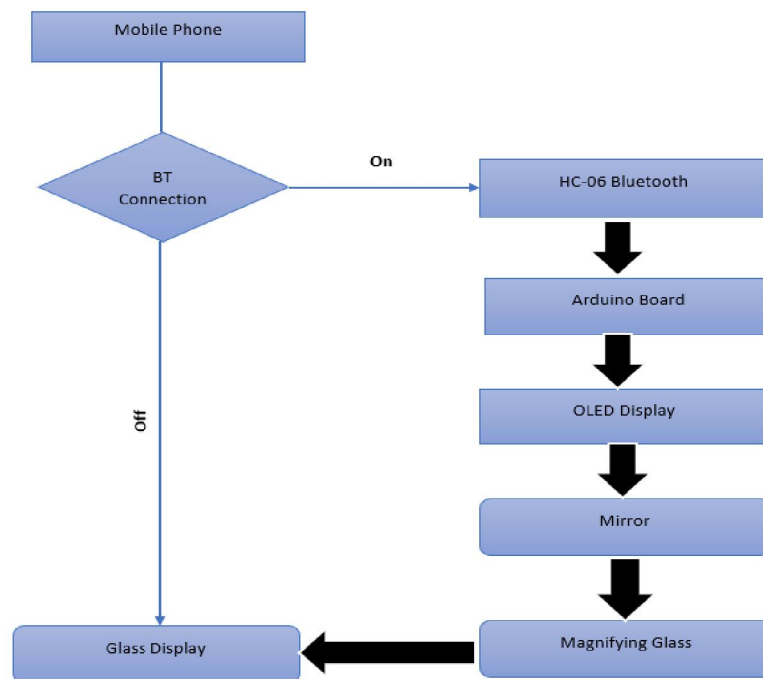 Mobile Phone
BT
Connection
On
HC-06 Bluetooth
Arduino Board
OLED Display
Off
Mirror
Glass Display
Magnifying Glass